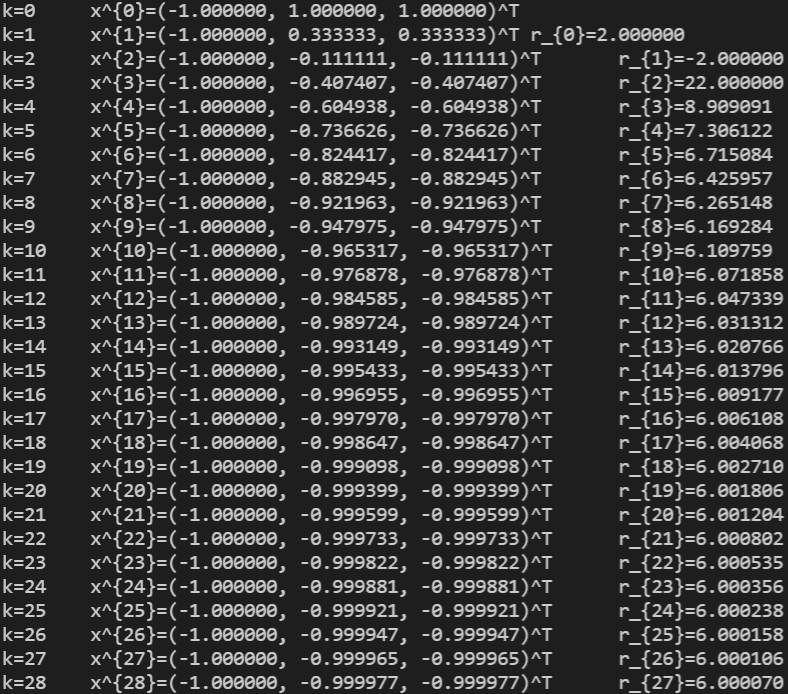 k=0 x^{0}=(-1.000000, 1.000000, 1.000000)^T
k=1 x^{1}=(-1.000000, 0.333333, 0.333333)^T r_{0}=2.000000
k=2 x^{2}=(-1.000000, -0.111111, -0.111111)^T r_{1}=-2.000000
k=3 x^{3}=(-1.000000, -0.407407, -0.407407)^T r_{2}=22.000000
k=4 x^{4}=(-1.000000, -0.604938, -0.604938)^T r_{3}=8.909091
k=5 x^{5}=(-1.000000, -0.736626, -0.736626)^T r_{4}=7.306122
k=6 x^{6}=(-1.000000, -0.824417, -0.824417)^T r_{5}=6.715084
k=7 x^{7}=(-1.000000, -0.882945, -0.882945)^T r_{6}=6.425957
k=8 x^{8}=(-1.000000, -0.921963, -0.921963)^T r_{7}=6.265148
k=9 x^{9}=(-1.000000, -0.947975, -0.947975)^T r_{8}=6.169284
k=10 x^{10}=(-1.000000, -0.965317, -0.965317)^T r_{9}=6.109759
k=11 x^{11}=(-1.000000, -0.976878, -0.976878)^T r_{10}=6.071858
k=12 x^{12}=(-1.000000, -0.984585, -0.984585)^T r_{11}=6.047339
k=13 x^{13}=(-1.000000, -0.989724, -0.989724)^T r_{12}=6.031312
k=14 x^{14}=(-1.000000, -0.993149, -0.993149)^T r_{13}=6.020766
k=15 x^{15}=(-1.000000, -0.995433, -0.995433)^T r_{14}=6.013796
k=16 x^{16}=(-1.000000, -0.996955, -0.996955)^T r_{15}=6.009177
k=17 x^{17}=(-1.000000, -0.997970, -0.997970)^T r_{16}=6.006108
k=18 x^{18}=(-1.000000, -0.998647, -0.998647)^T r_{17}=6.004068
k=19 x^{19}=(-1.000000, -0.999098, -0.999098)^T r_{18}=6.002710
k=20 x^{20}=(-1.000000, -0.999399, -0.999399)^T r_{19}=6.001806
k=21 x^{21}=(-1.000000, -0.999599, -0.999599)^T r_{20}=6.001204
k=22 x^{22}=(-1.000000, -0.999733, -0.999733)^T r_{21}=6.000802
k=23 x^{23}=(-1.000000, -0.999822, -0.999822)^T r_{22}=6.000535
k=24 x^{24}=(-1.000000, -0.999881, -0.999881)^T r_{23}=6.000356
k=25 x^{25}=(-1.000000, -0.999921, -0.999921)^T r_{24}=6.000238
k=26 x^{26}=(-1.000000, -0.999947, -0.999947)^T r_{25}=6.000158
k=27 x^{27}=(-1.000000, -0.999965, -0.999965)^T r_{26}=6.000106
k=28 x^{28}=(-1.000000, -0.999977, -0.999977)^T r_{27}=6.000070